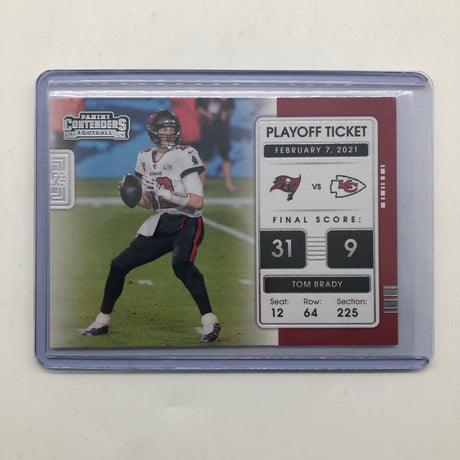 PANINI
CONTENDERS
FOOTBALL
PLAYOFF TICKET
FEBRUARY 7, 2021
VS
KC
FINAL SCORE:
31 9
TOM BRADY
Seat: Row: Section:
12 64 225